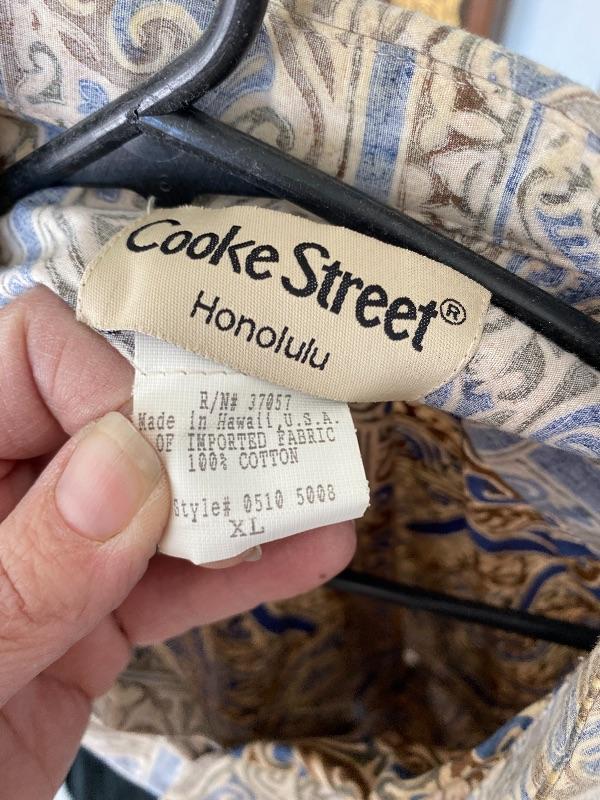 Cooke Street®
Honolulu
R/N# 37057
Made in Hawaii, U.S.A.
OF IMPORTED FABRIC
100% COTTON
Style# 0510 5008
XL